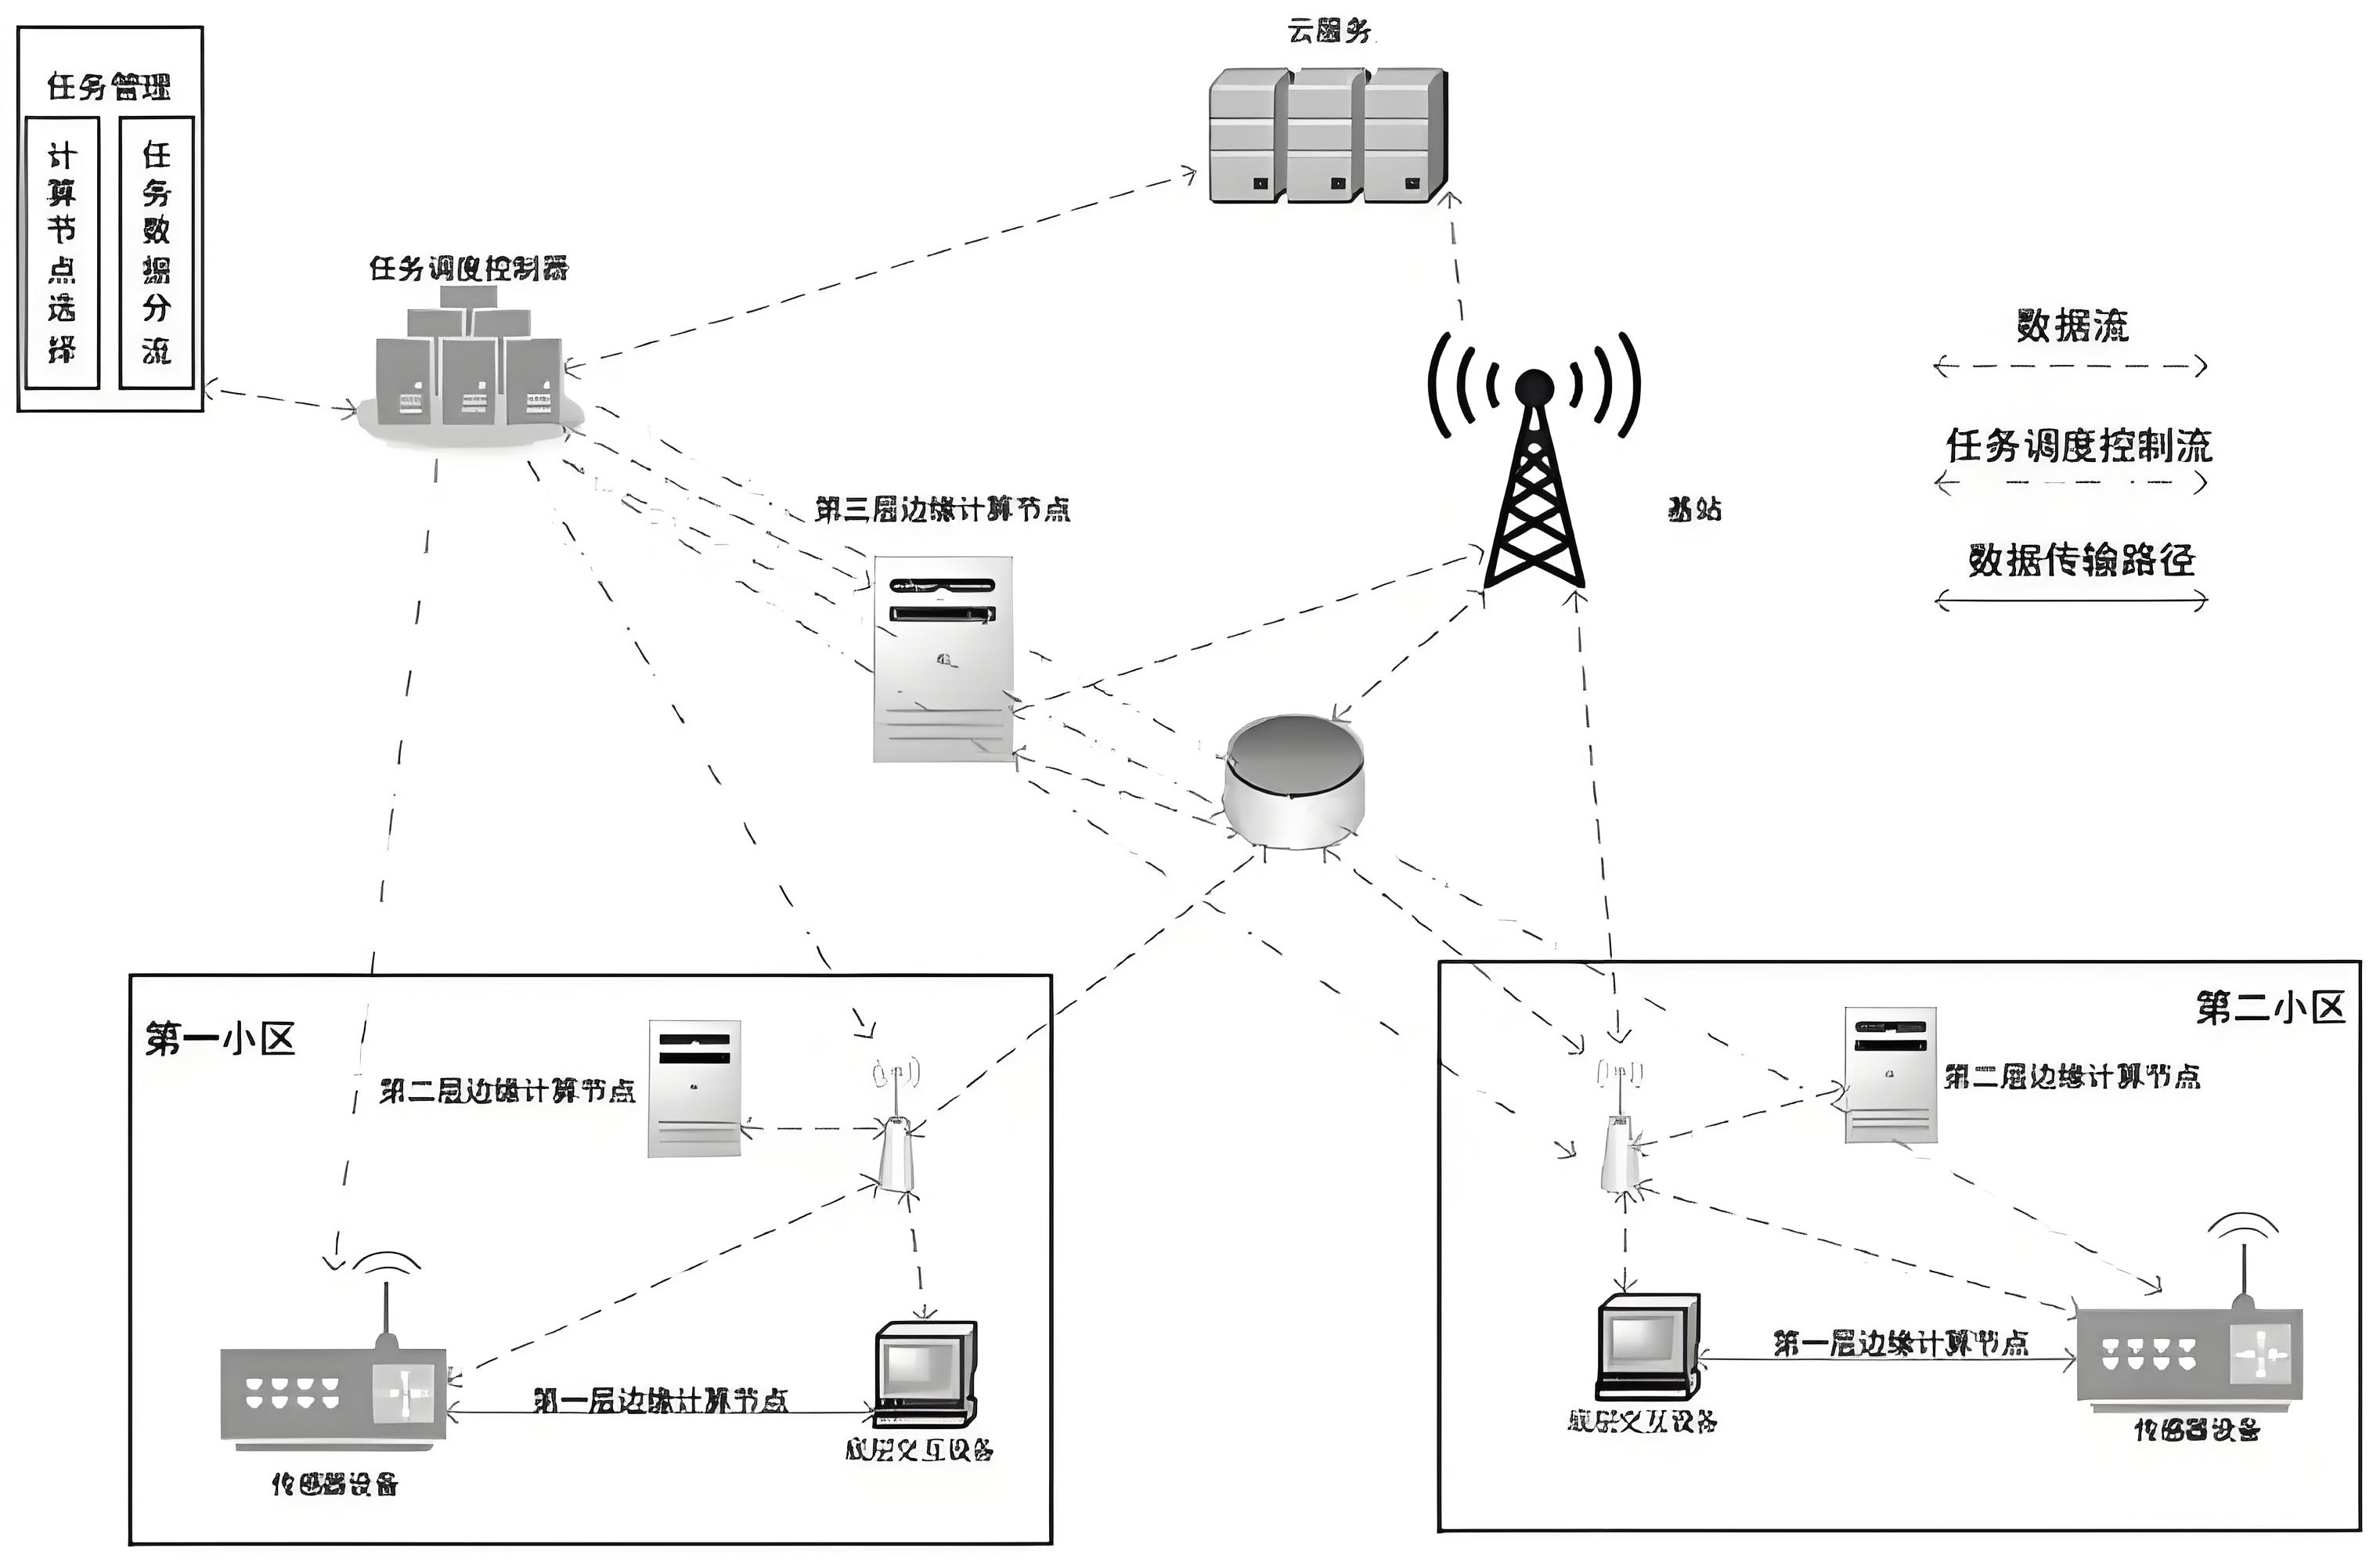 云服务
任务管理
计算节点选择
任务数据分流
任务调度控制器
数据流
任务调度控制流
第三层边缘计算节点
基站
数据传输路径
第一小区
第二小区
第二层边缘计算节点
第二层边缘计算节点
第一层边缘计算节点
第一层边缘计算节点
传感器设备
传感器设备